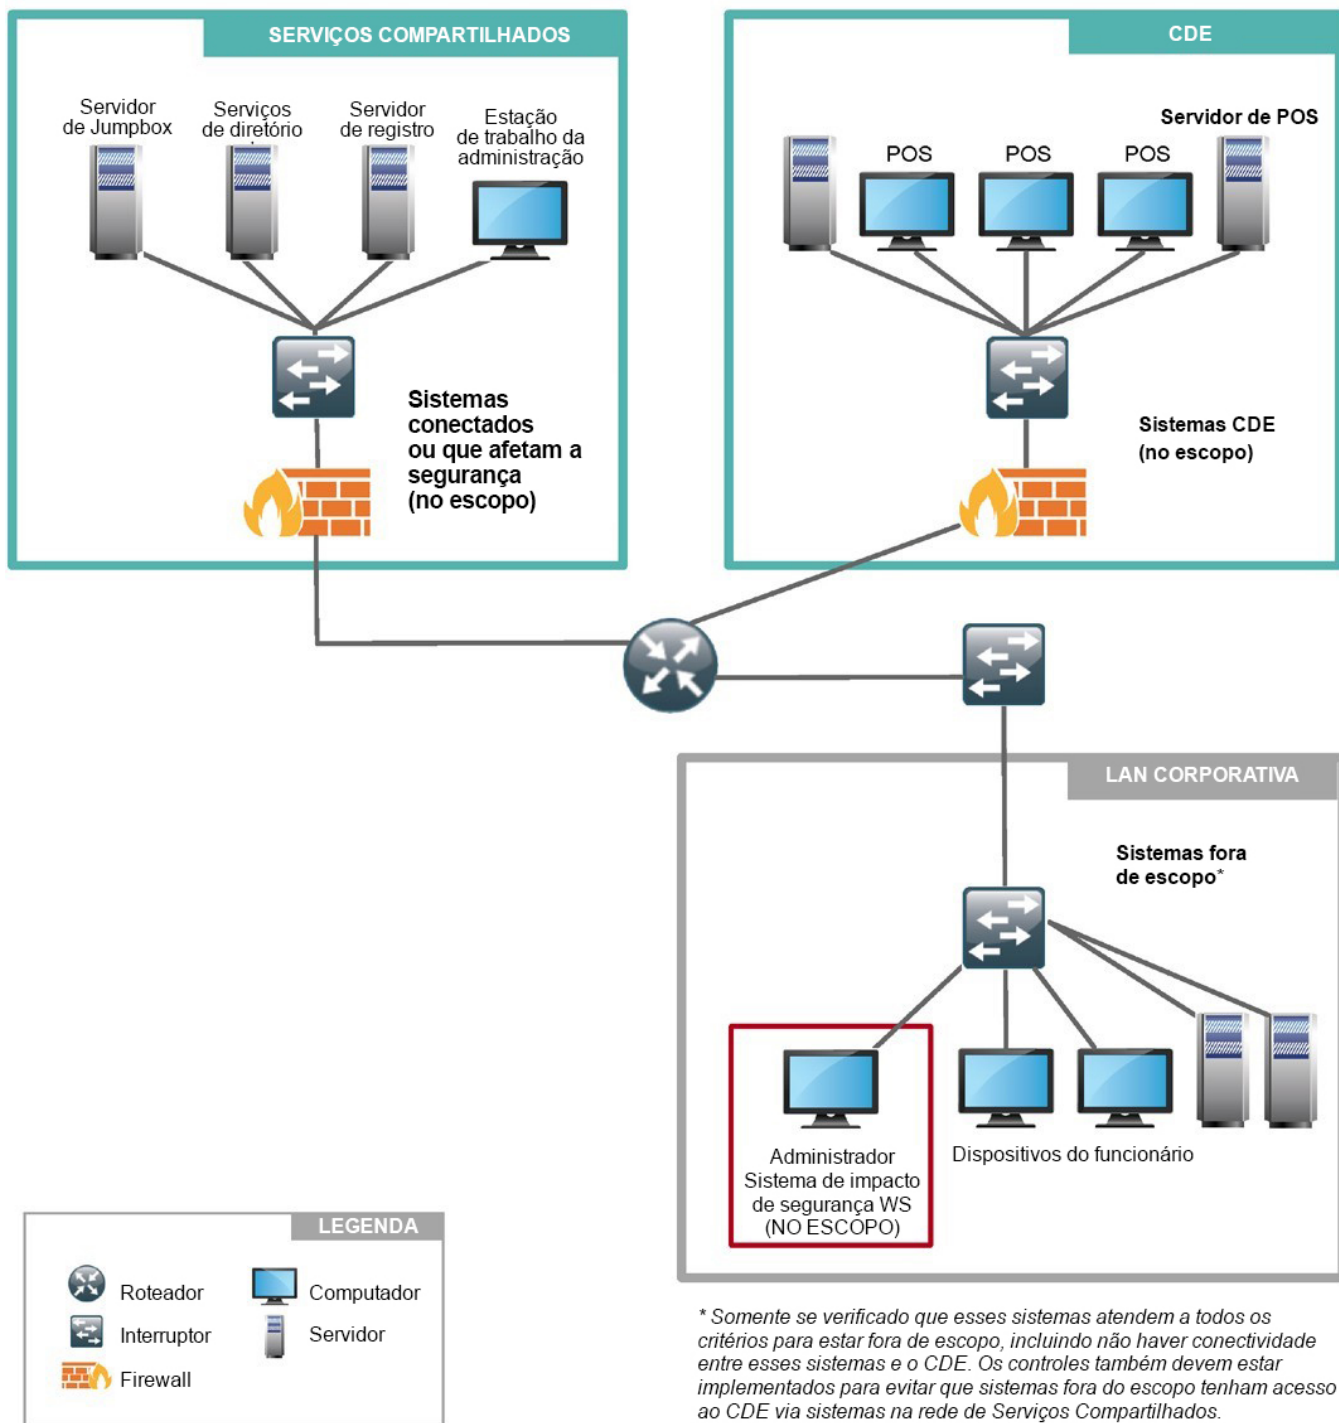 SERVIÇOS COMPARTILHADOS
Servidor
de Jumpbox
Serviços
de diretório
Servidor
de registro
Estação
de trabalho da
administração
Sistemas
conectados
ou que afetam a
segurança
(no escopo)
CDE
Servidor de POS
POS
POS
POS
Sistemas CDE
(no escopo)
LAN CORPORATIVA
Sistemas fora
de escopo*
Administrador
Sistema de impacto
de segurança WS
(NO ESCOPO)
Dispositivos do funcionário
LEGENDA
Roteador
Computador
Interruptor
Servidor
Firewall
* Somente se verificado que esses sistemas atendem a todos os
critérios para estar fora de escopo, incluindo não haver conectividade
entre esses sistemas e o CDE. Os controles também devem estar
implementados para evitar que sistemas fora do escopo tenham acesso
ao CDE via sistemas na rede de Serviços Compartilhados.